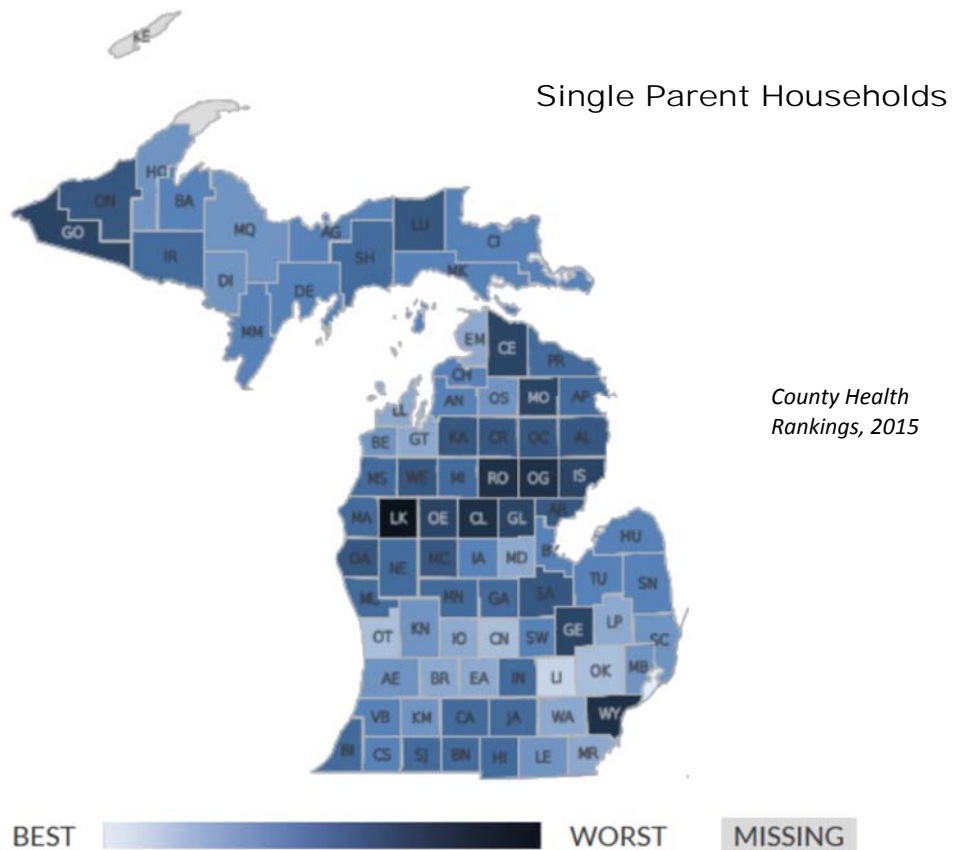 KE
Single Parent Households
HO
ON
BA
GO
MQ
AG
LU
CI
IR
SH
DI
MK
DE
MM
EM
CE
CH
PR
AN
OS
MO
AP
LL
BE
GT
KA
CR
OC
AL
County Health
Rankings, 2015
MS
WE
MI
RO
OG
IS
MA
LK
OE
CL
GL
AR
HU
OA
NE
MC
IA
MD
BY
TU
SN
MU
MN
GA
SA
OT
KN
IO
CN
SW
GE
LP
SC
AE
BR
EA
IN
LI
OK
MB
VB
KM
CA
JA
WA
WY
BI
CS
SJ
BN
HI
LE
MR
BEST
WORST
MISSING